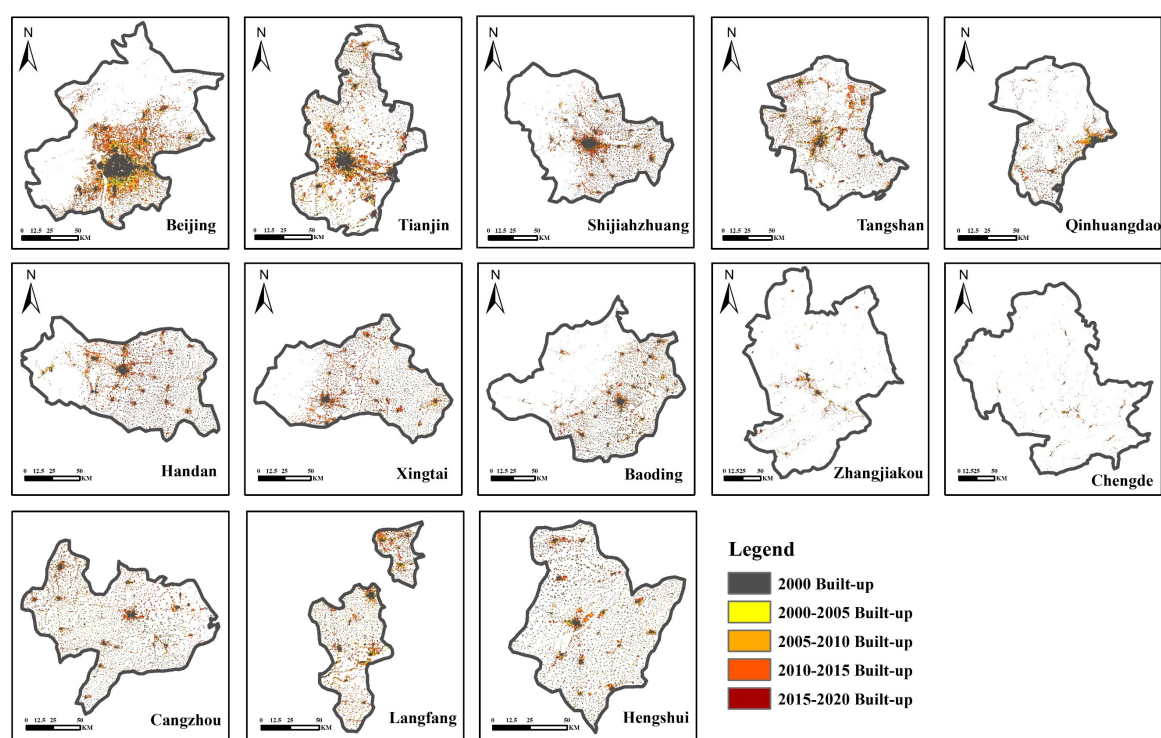 N
0 12.5 25 50
KM
Beijing
N
0 12.5 25 50
KM
Tianjin
N
0 12.5 25 50
KM
Shijiahzhuang
N
0 12.5 25 50
KM
Tangshan
N
0 12.5 25 50
KM
Qinhuangdao
N
0 12.5 25 50
KM
Handan
N
0 12.5 25 50
KM
Xingtai
N
0 12.5 25 50
KM
Baoding
N
0 12.525 50
KM
Zhangjiakou
N
0 12.525 50
KM
Chengde
N
0 12.5 25 50
KM
Cangzhou
N
0 12.5 25 50
KM
Langfang
N
0 12.5 25 50
KM
Hengshui
Legend
2000 Built-up
2000-2005 Built-up
2005-2010 Built-up
2010-2015 Built-up
2015-2020 Built-up